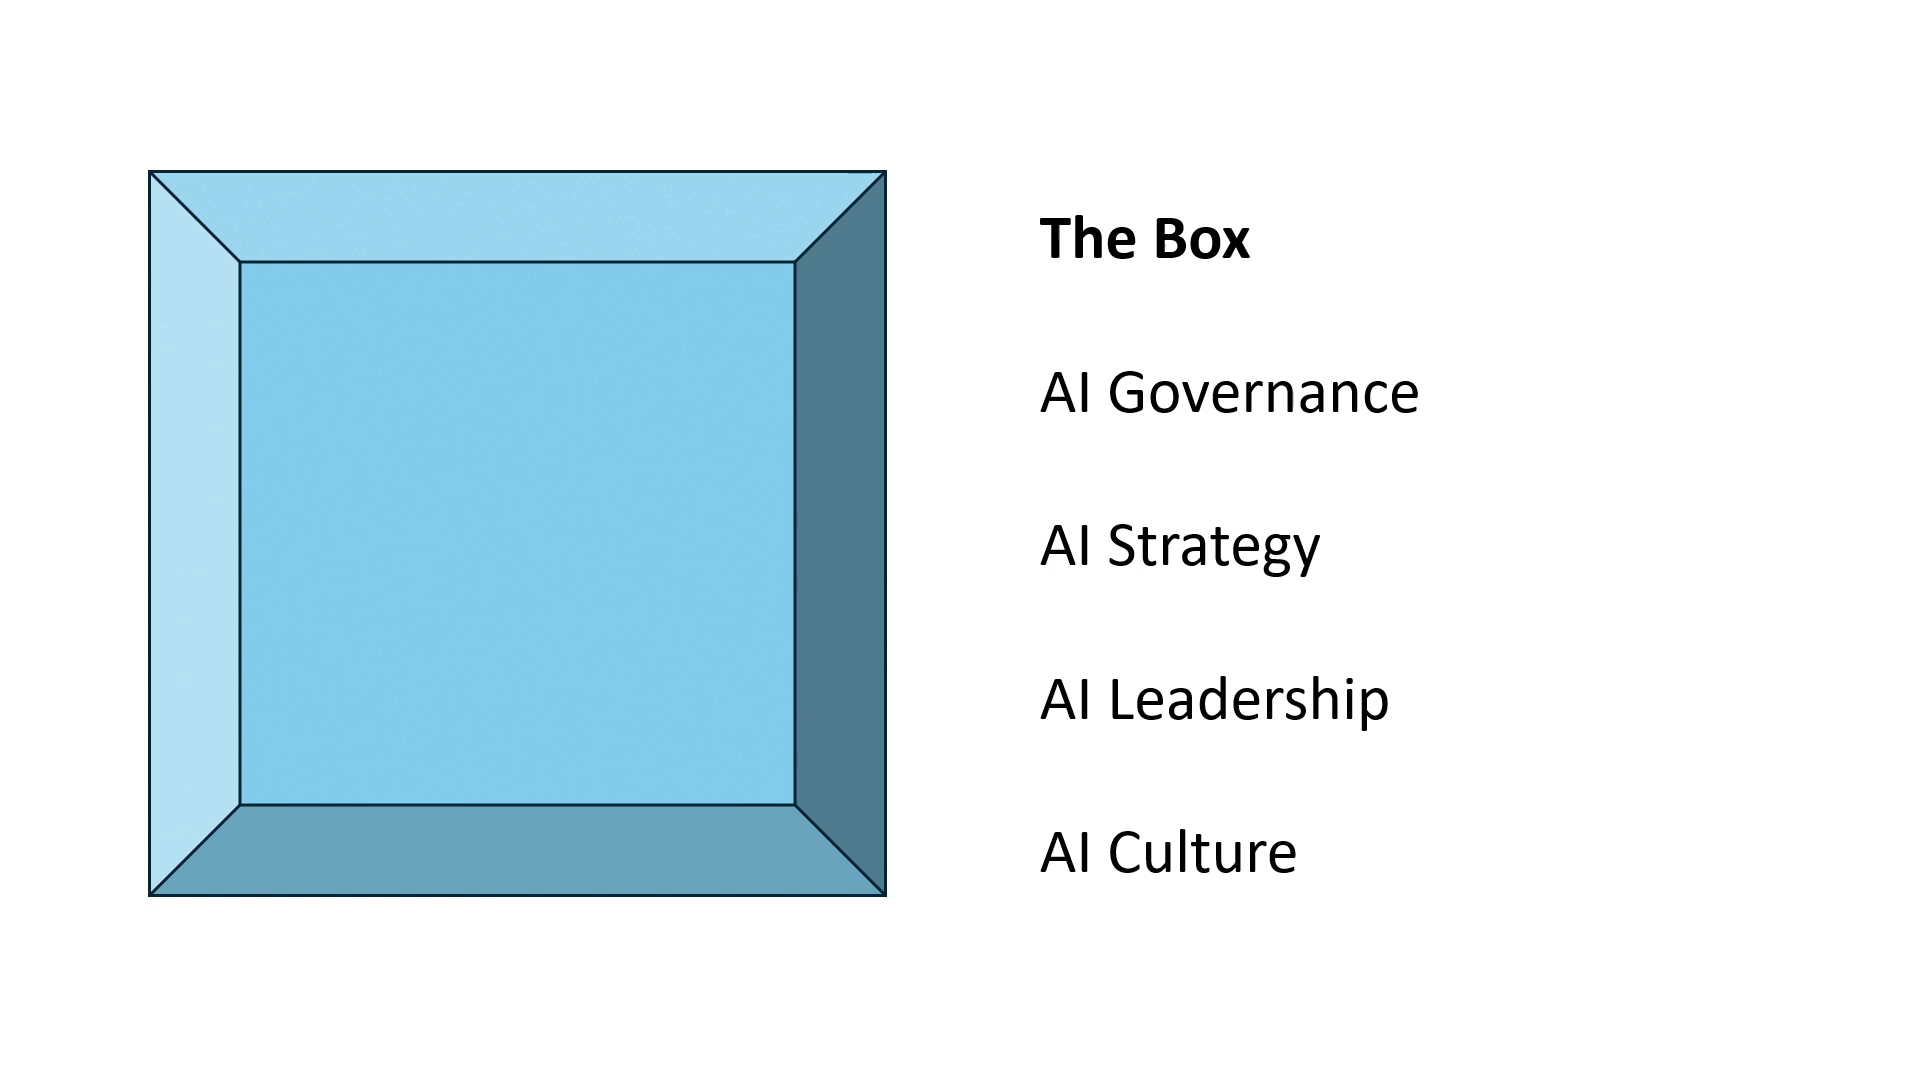 The Box
AI Governance
AI Strategy
AI Leadership
AI Culture